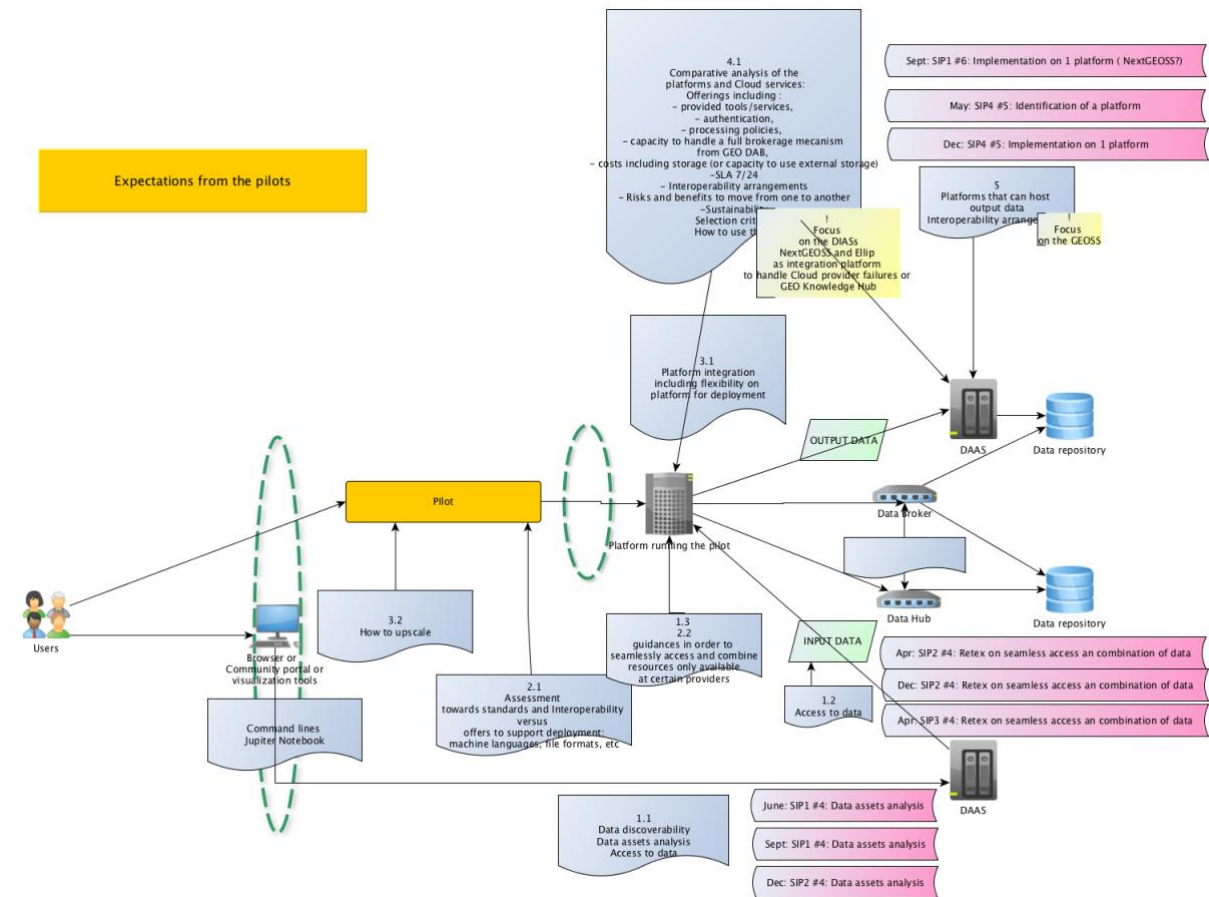 4.1
Comparative analysis of the
platforms and Cloud services:
Offerings including :
- provided tools/services,
- authentication,
- processing policies,
- capacity to handle a full brokerage mecanism
from GEO DAB,
- costs including storage (or capacity to use external storage)
-SLA 7/24
- Interoperability arrangements
- Risks and benefits to move from one to another
-Sustainability
Selection
How to use
!
Focus
on the DIASs
NextGEOSS and Ellip
as integration platform
to handle Cloud provider failures or
GEO Knowledge Hub
Sept: SIP1 #6: Implementation on 1 platform ( NextGEOSS?)
May: SIP4 #5: Identification of a platform
Dec: SIP4 #5: Implementation on 1 platform
5
Platforms that can host
output data
Interoperability
!
Focus
on the GEOSS
Expectations from the pilots
3.1
Platform integration
including flexibility on
platform for deployment
OUTPUT DATA
DAAS
Data repository
Pilot
Platform running the pilot
Data Broker
Users
Browser or
Community portal or
visualization tools
3.2
How to upscale
1.3
2.2
guidances in order to
seamlessly access and combine
resources only available
at certain providers
INPUT DATA
Data Hub
Data repository
Command lines
Jupiter Notebook
2.1
Assessment
towards standards and Interoperability
versus
offers to support deployment:
machine languages, file formats, etc
1.2
Access to data
Apr: SIP2 #4: Retex on seamless access an combination of data
Dec: SIP2 #4: Retex on seamless access an combination of data
Apr: SIP3 #4: Retex on seamless access an combination of data
DAAS
1.1
Data discoverability
Data assets analysis
Access to data
June: SIP1 #4: Data assets analysis
Sept: SIP1 #4: Data assets analysis
Dec: SIP2 #4: Data assets analysis